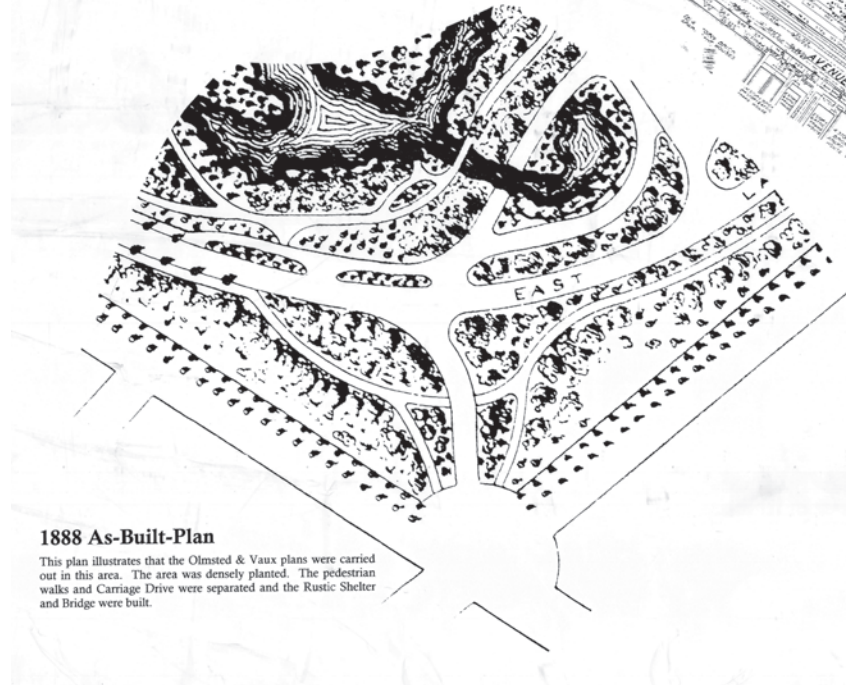 AVENUE
LA
EAST
1888 As-Built-Plan
This plan illustrates that the Olmsted & Vaux plans were carried
out in this area. The area was densely planted. The pedestrian
walks and Carriage Drive were separated and the Rustic Shelter
and Bridge were built.